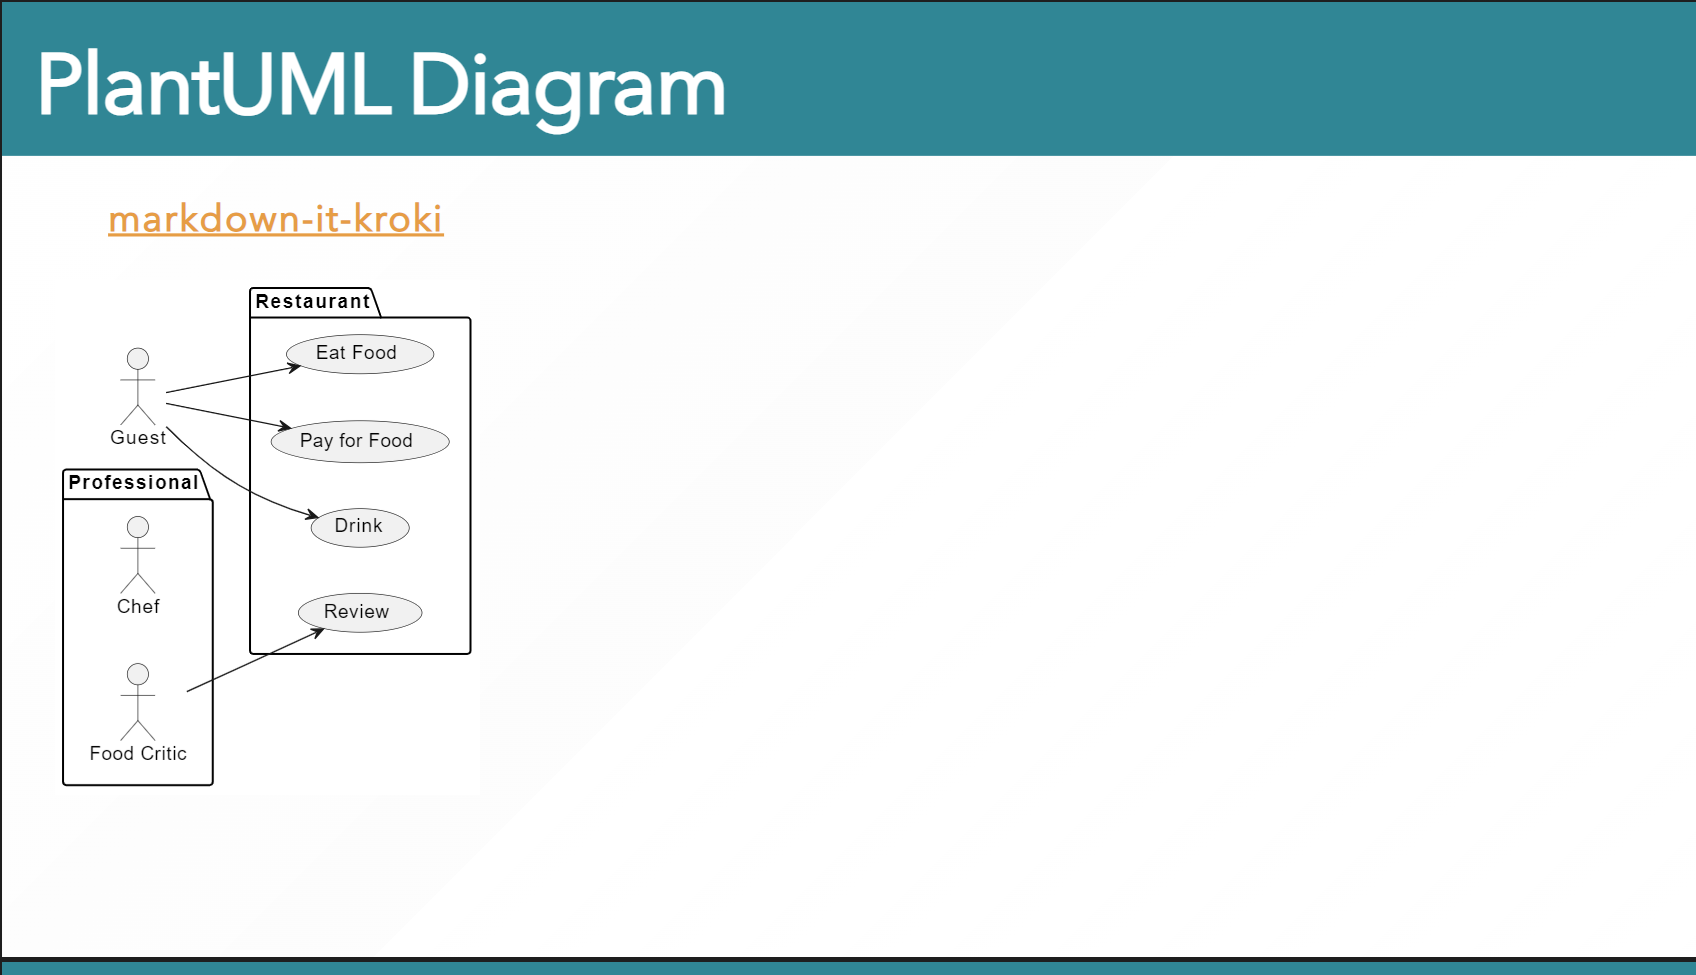 PlantUML Diagram
markdown-it-kroki
Restaurant
Eat Food
Guest
Pay for Food
Professional
Drink
Chef
Review
Food Critic